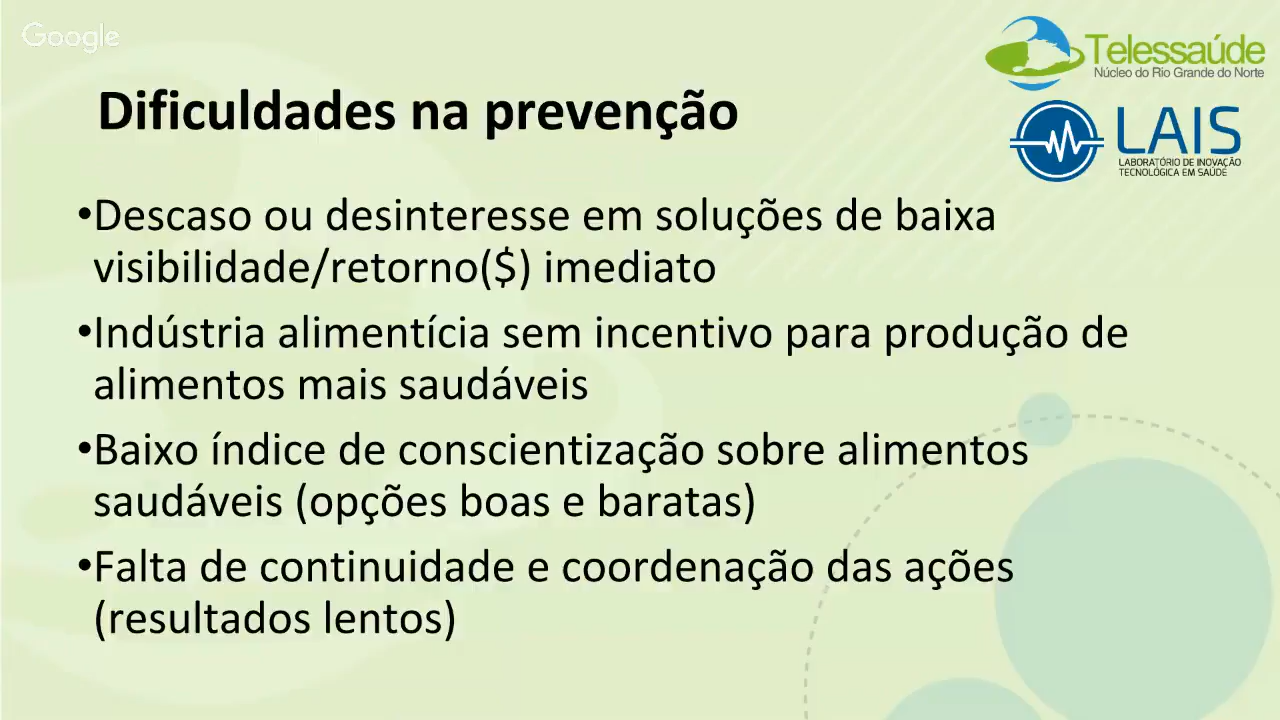 Google
Telessaúde
Núcleo do Rio Grande do Norte
LAIS
LABORATÓRIO DE INOVAÇÃO
TECNOLÓGICA EM SAÚDE
Dificuldades na prevenção
•Descaso ou desinteresse em soluções de baixa
visibilidade/retorno($) imediato
•Indústria alimentícia sem incentivo para produção de
alimentos mais saudáveis
•Baixo índice de conscientização sobre alimentos
saudáveis (opções boas e baratas)
•Falta de continuidade e coordenação das ações
(resultados lentos)